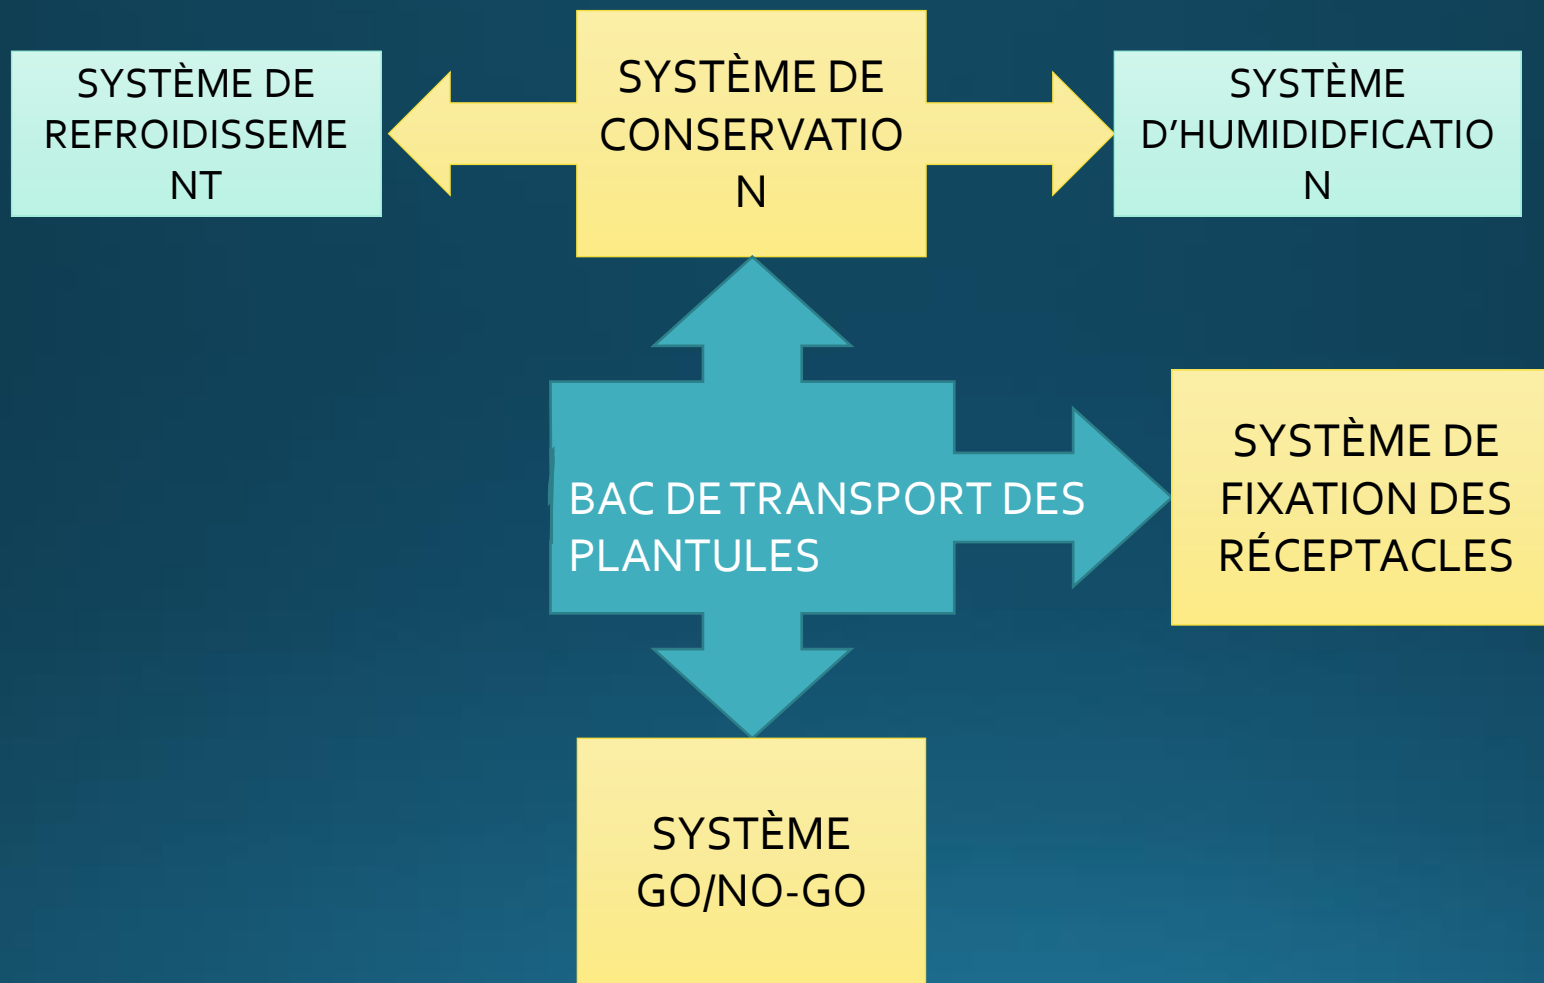 SYSTÈME DE
REFROIDISSEME
NT
SYSTÈME DE
CONSERVATIO
N
SYSTÈME
D’HUMIDIDFICATIO
N
BAC DE TRANSPORT DES
PLANTULES
SYSTÈME DE
FIXATION DES
RÉCEPTACLES
SYSTÈME
GO/NO-GO